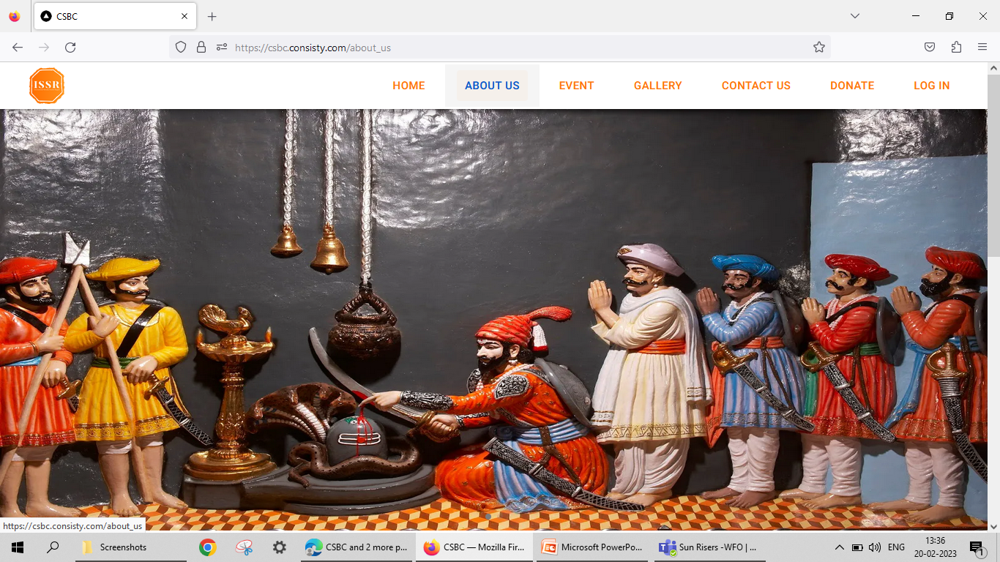 CSBC
https://csbc.consisty.com/about_us
ISSR
HOME
ABOUT US
EVENT
GALLERY
CONTACT US
DONATE
LOG IN
https://csbc.consisty.com/about_us
Screenshots
CSBC and 2 more p...
CSBC — Mozilla Fir...
Microsoft PowerPo...
Sun Risers -WFO | ...
ENG
13:36
20-02-2023
1